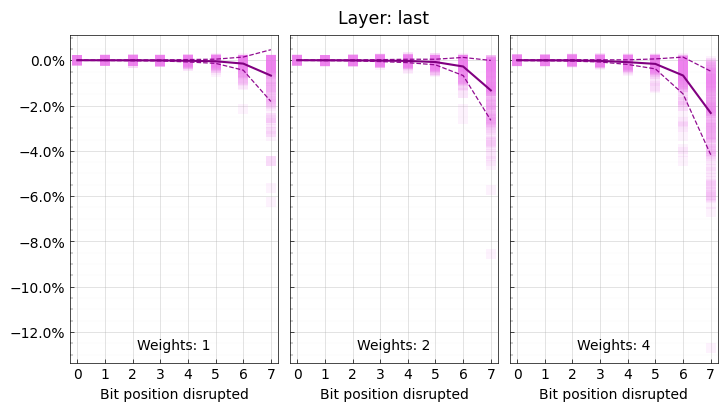 Layer: last
0.0%
−2.0%
−4.0%
−6.0%
−8.0%
−10.0%
−12.0%
Weights: 1
Weights: 2
Weights: 4
0 1 2 3 4 5 6 7
0 1 2 3 4 5 6 7
0 1 2 3 4 5 6 7
Bit position disrupted
Bit position disrupted
Bit position disrupted